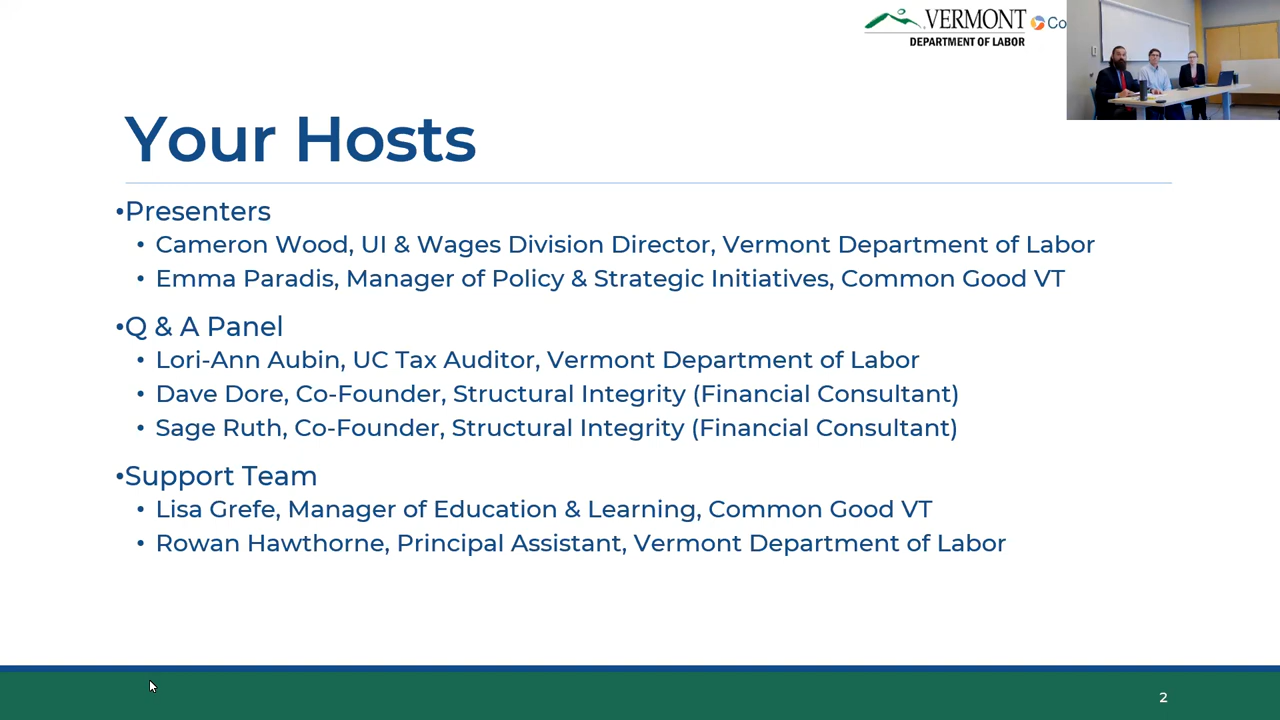 VERMONT
DEPARTMENT OF LABOR
Co
Your Hosts
•Presenters
• Cameron Wood, UI & Wages Division Director, Vermont Department of Labor
• Emma Paradis, Manager of Policy & Strategic Initiatives, Common Good VT
•Q & A Panel
• Lori-Ann Aubin, UC Tax Auditor, Vermont Department of Labor
• Dave Dore, Co-Founder, Structural Integrity (Financial Consultant)
• Sage Ruth, Co-Founder, Structural Integrity (Financial Consultant)
•Support Team
• Lisa Grefe, Manager of Education & Learning, Common Good VT
• Rowan Hawthorne, Principal Assistant, Vermont Department of Labor
2